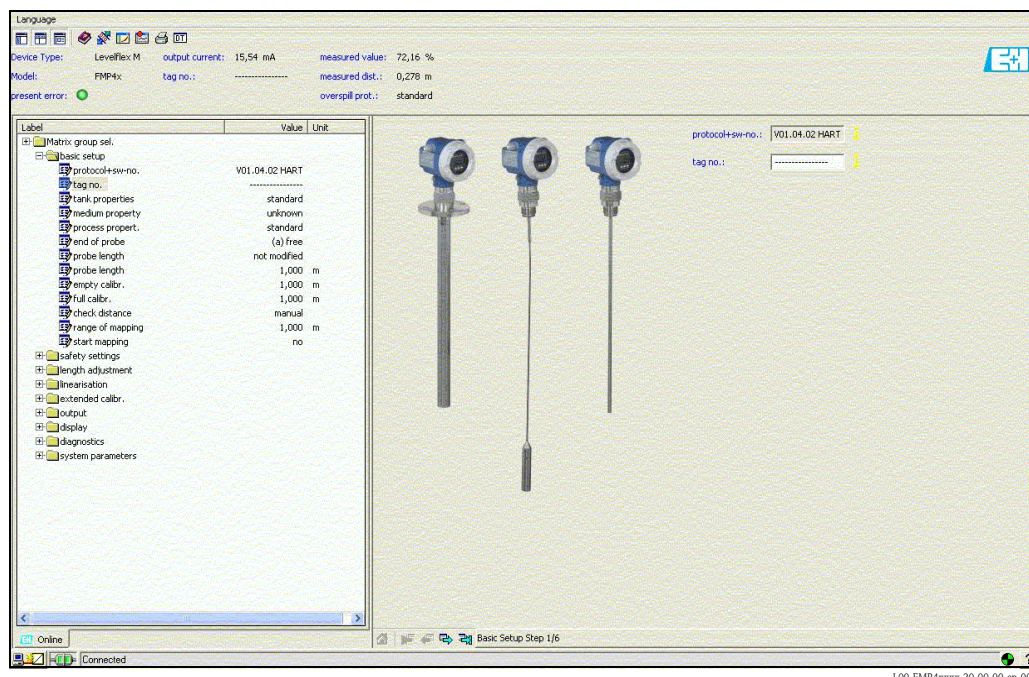 Language
Device Type: Levelflex M output current: 15,54 mA measured value: 72,16 %
Model: FMP4x tag no.: ---------------- measured dist.: 0,278 m
present error: overspill prot.: standard
E+H
Label Value Unit
Matrix group sel.
basic setup
protocol+sw-no. V01.04.02 HART
tag no. ----------------
tank properties standard
medium property unknown
process propert. standard
end of probe (a) free
probe length not modified
probe length 1,000 m
empty calibr. 1,000 m
full calibr. 1,000 m
check distance manual
range of mapping 1,000 m
start mapping no
safety settings
length adjustment
linearisation
extended calibr.
output
display
diagnostics
system parameters
protocol+sw-no.: V01.04.02 HART
tag no.: ----------------
Online
Basic Setup Step 1/6
Connected